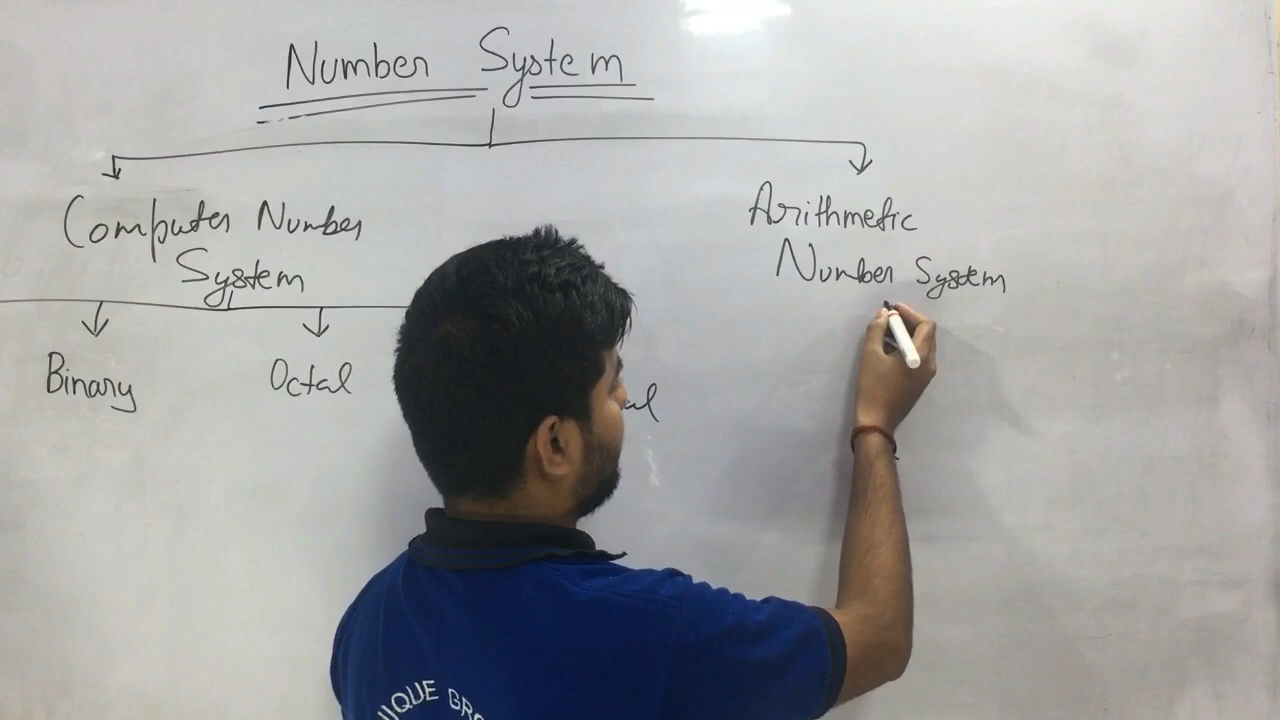 Number System
Computer Number
System
Arithmetic
Number System
Binary
Octal